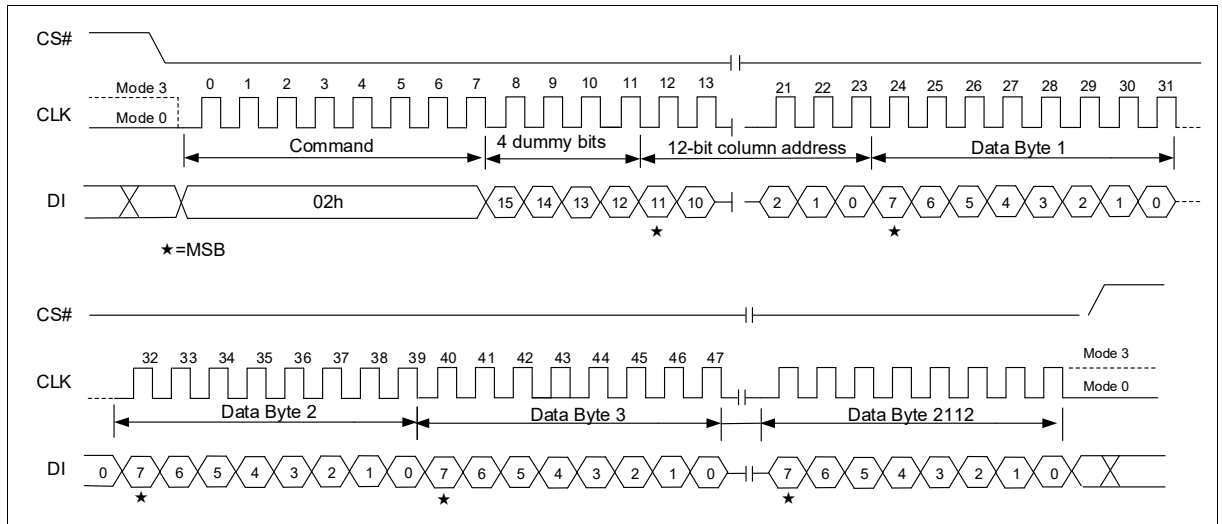 CS#
Mode 3
0 1 2 3 4 5 6 7 8 9 10 11 12 13 21 22 23 24 25 26 27 28 29 30 31
CLK
Mode 0
Command 4 dummy bits 12-bit column address Data Byte 1
DI 02h 15 14 13 12 11 10 2 1 0 7 6 5 4 3 2 1 0
★ ★
★=MSB
CS#
32 33 34 35 36 37 38 39 40 41 42 43 44 45 46 47
Mode 3
CLK
Mode 0
Data Byte 2 Data Byte 3 Data Byte 2112
DI 0 7 6 5 4 3 2 1 0 7 6 5 4 3 2 1 0 7 6 5 4 3 2 1 0
★ ★ ★